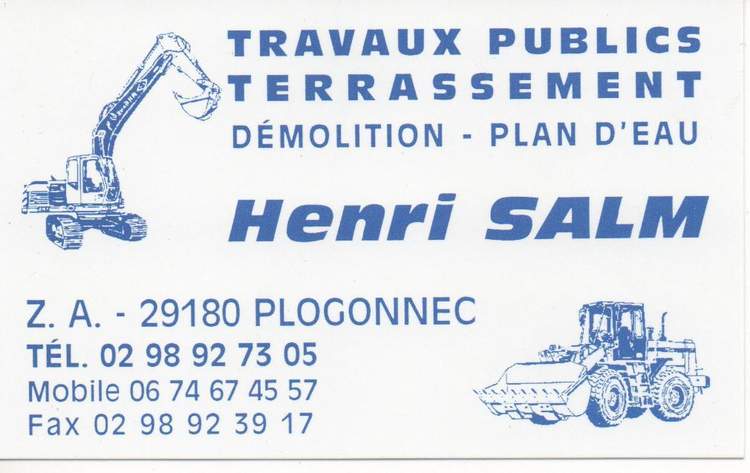 TRAVAUX PUBLICS
TERRASSEMENT
DÉMOLITION - PLAN D'EAU
Henri SALM
Z. A. - 29180 PLOGONNEC
TÉL. 02 98 92 73 05
Mobile 06 74 67 45 57
Fax 02 98 92 39 17